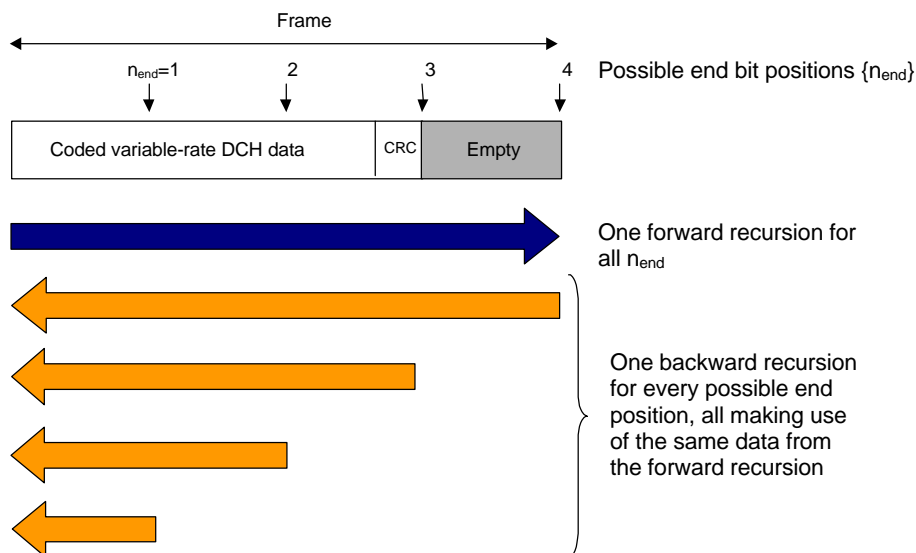 Frame
n_end=1 2 3 4 Possible end bit positions {n_end}
Coded variable-rate DCH data CRC Empty
One forward recursion for
all n_end
One backward recursion
for every possible end
position, all making use
of the same data from
the forward recursion